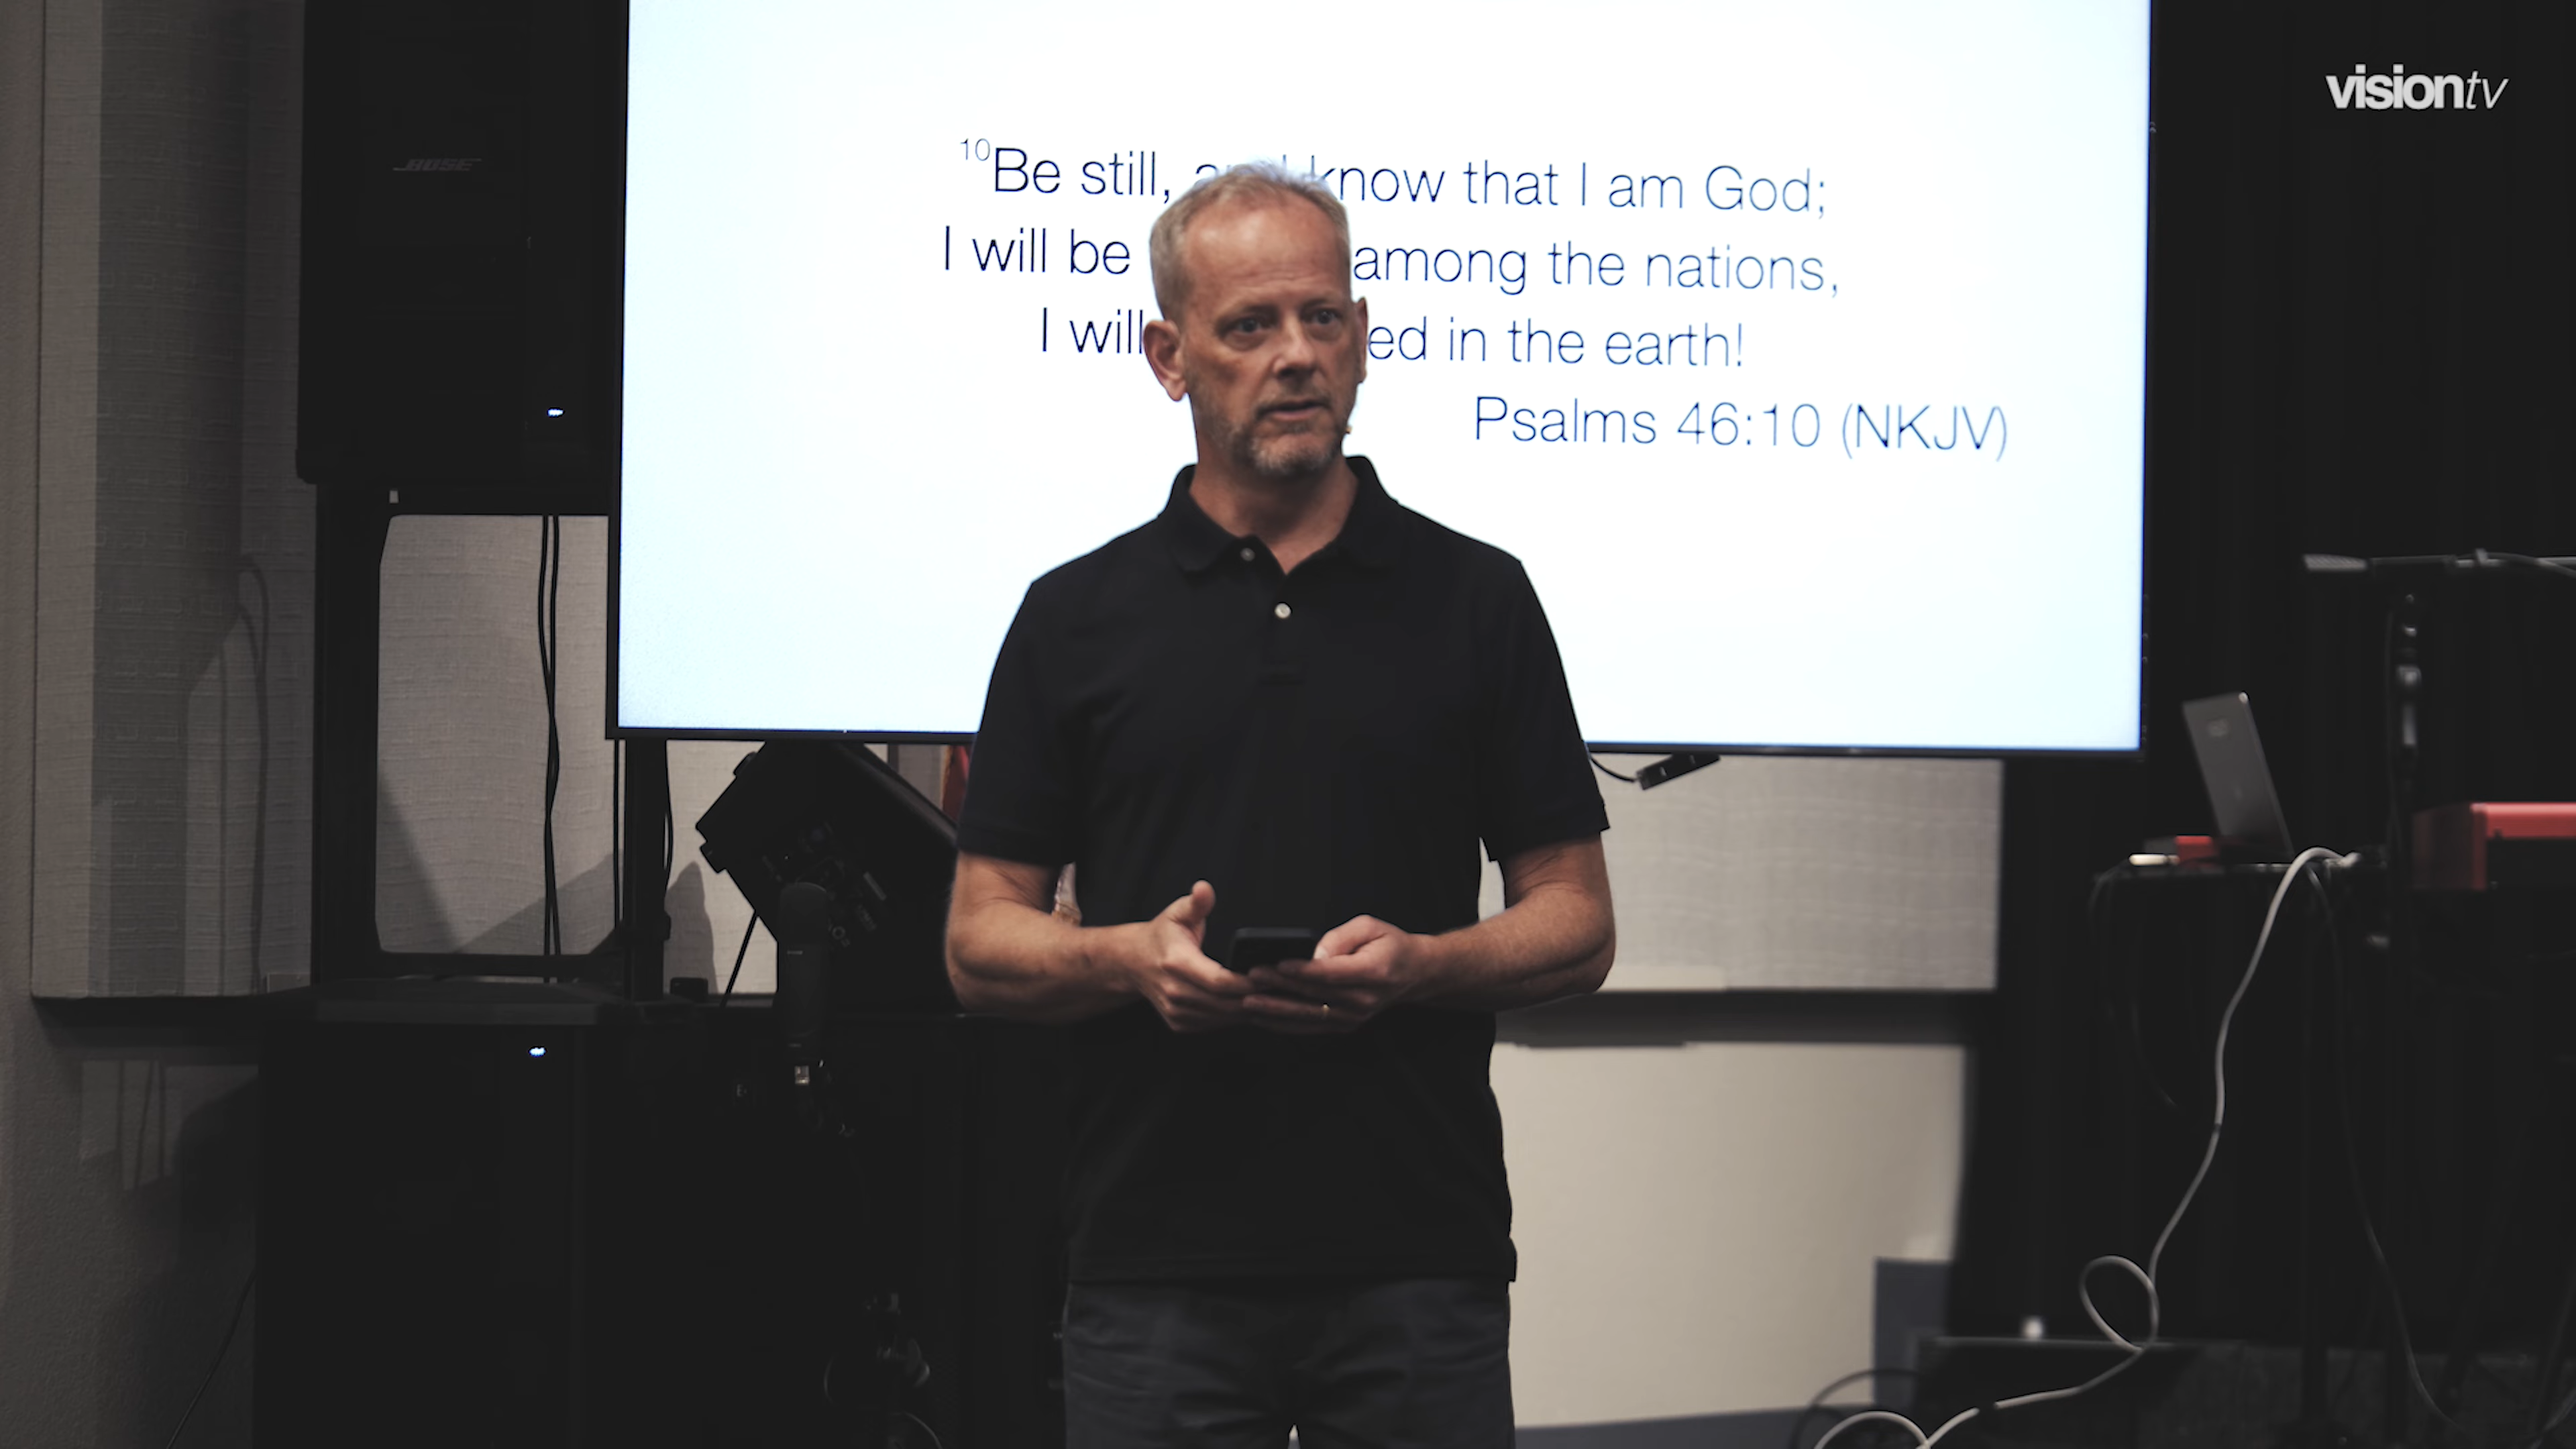 visiontv
BOSE
10Be still, and know that I am God;
I will be among the nations,
I will ed in the earth!
Psalms 46:10 (NKJV)